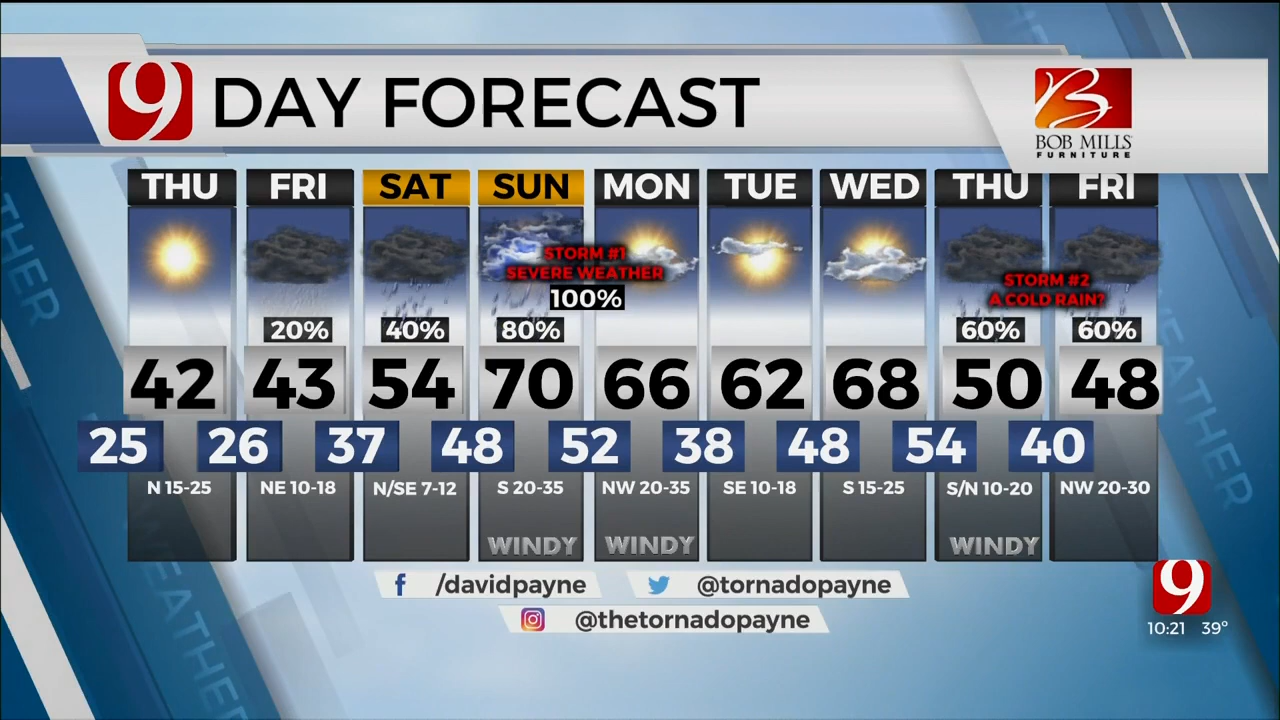 9 DAY FORECAST
B
BOB MILLS
FURNITURE
THU FRI SAT SUN MON TUE WED THU FRI
STORM #1
SEVERE WEATHER
100%
STORM #2
A COLD RAIN?
20% 40% 80% 60% 60%
42 43 54 70 66 62 68 50 48
25 26 37 48 52 38 48 54 40
N 15-25 NE 10-18 N/SE 7-12 S 20-35 NW 20-35 SE 10-18 S 15-25 S/N 10-20 NW 20-30
WINDY WINDY WINDY
/davidpayne @tornadopayne
@thetornadopayne
9
10:21 39°
THER
WEATHER
WEATHER